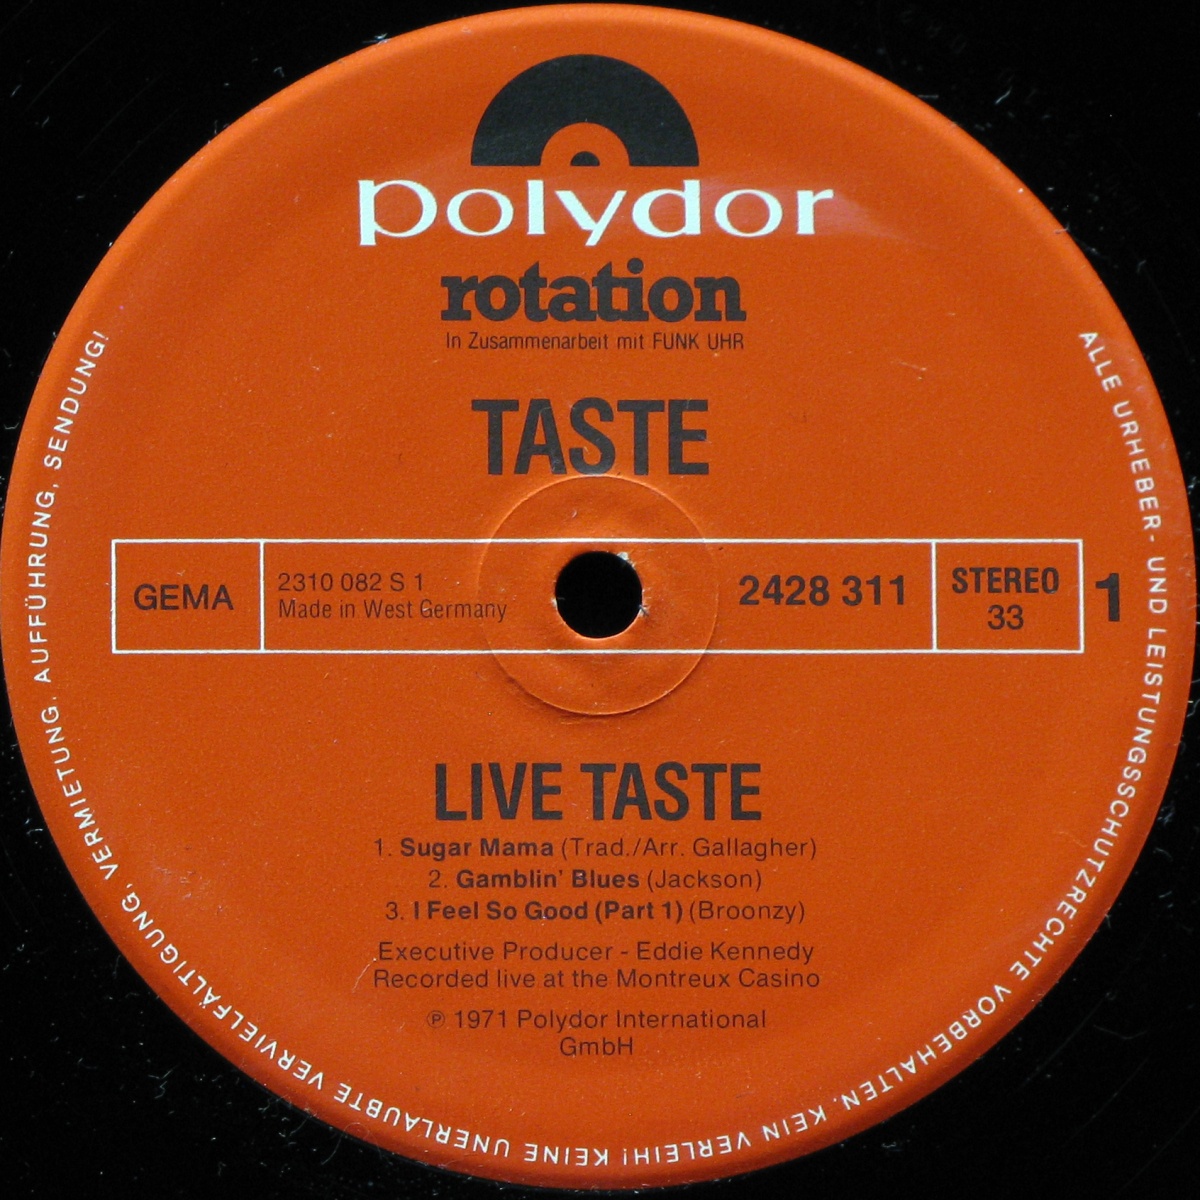 polydor
rotation
In Zusammenarbeit mit FUNK UHR
TASTE
GEMA
2310 082 S 1
Made in West Germany
2428 311
STEREO
33
1
LIVE TASTE
1. Sugar Mama (Trad./Arr. Gallagher)
2. Gamblin' Blues (Jackson)
3. I Feel So Good (Part 1) (Broonzy)
Executive Producer - Eddie Kennedy
Recorded live at the Montreux Casino
℗ 1971 Polydor International
GmbH
ALLE URHEBER- UND LEISTUNGSSCHUTZRECHTE VORBEHALTEN. KEIN VERLEIH! KEINE UNERLAUBTE VERVIELFÄLTIGUNG, VERMIETUNG, AUFFÜHRUNG, SENDUNG!